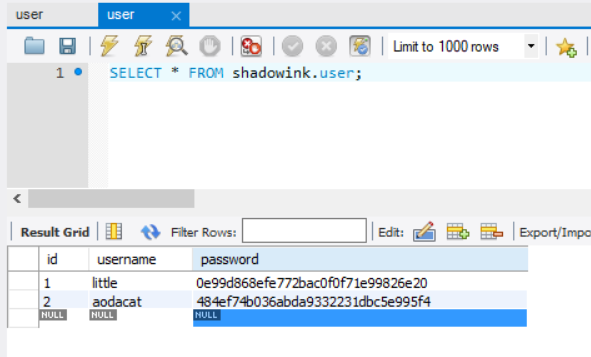 user
user
Limit to 1000 rows
1 SELECT * FROM shadowink.user;
Result Grid Filter Rows: Edit: Export/Impo
id username password
1 little 0e99d868efe772bac0f0f71e99826e20
2 aodacat 484ef74b036abda9332231dbc5e995f4
NULL NULL NULL